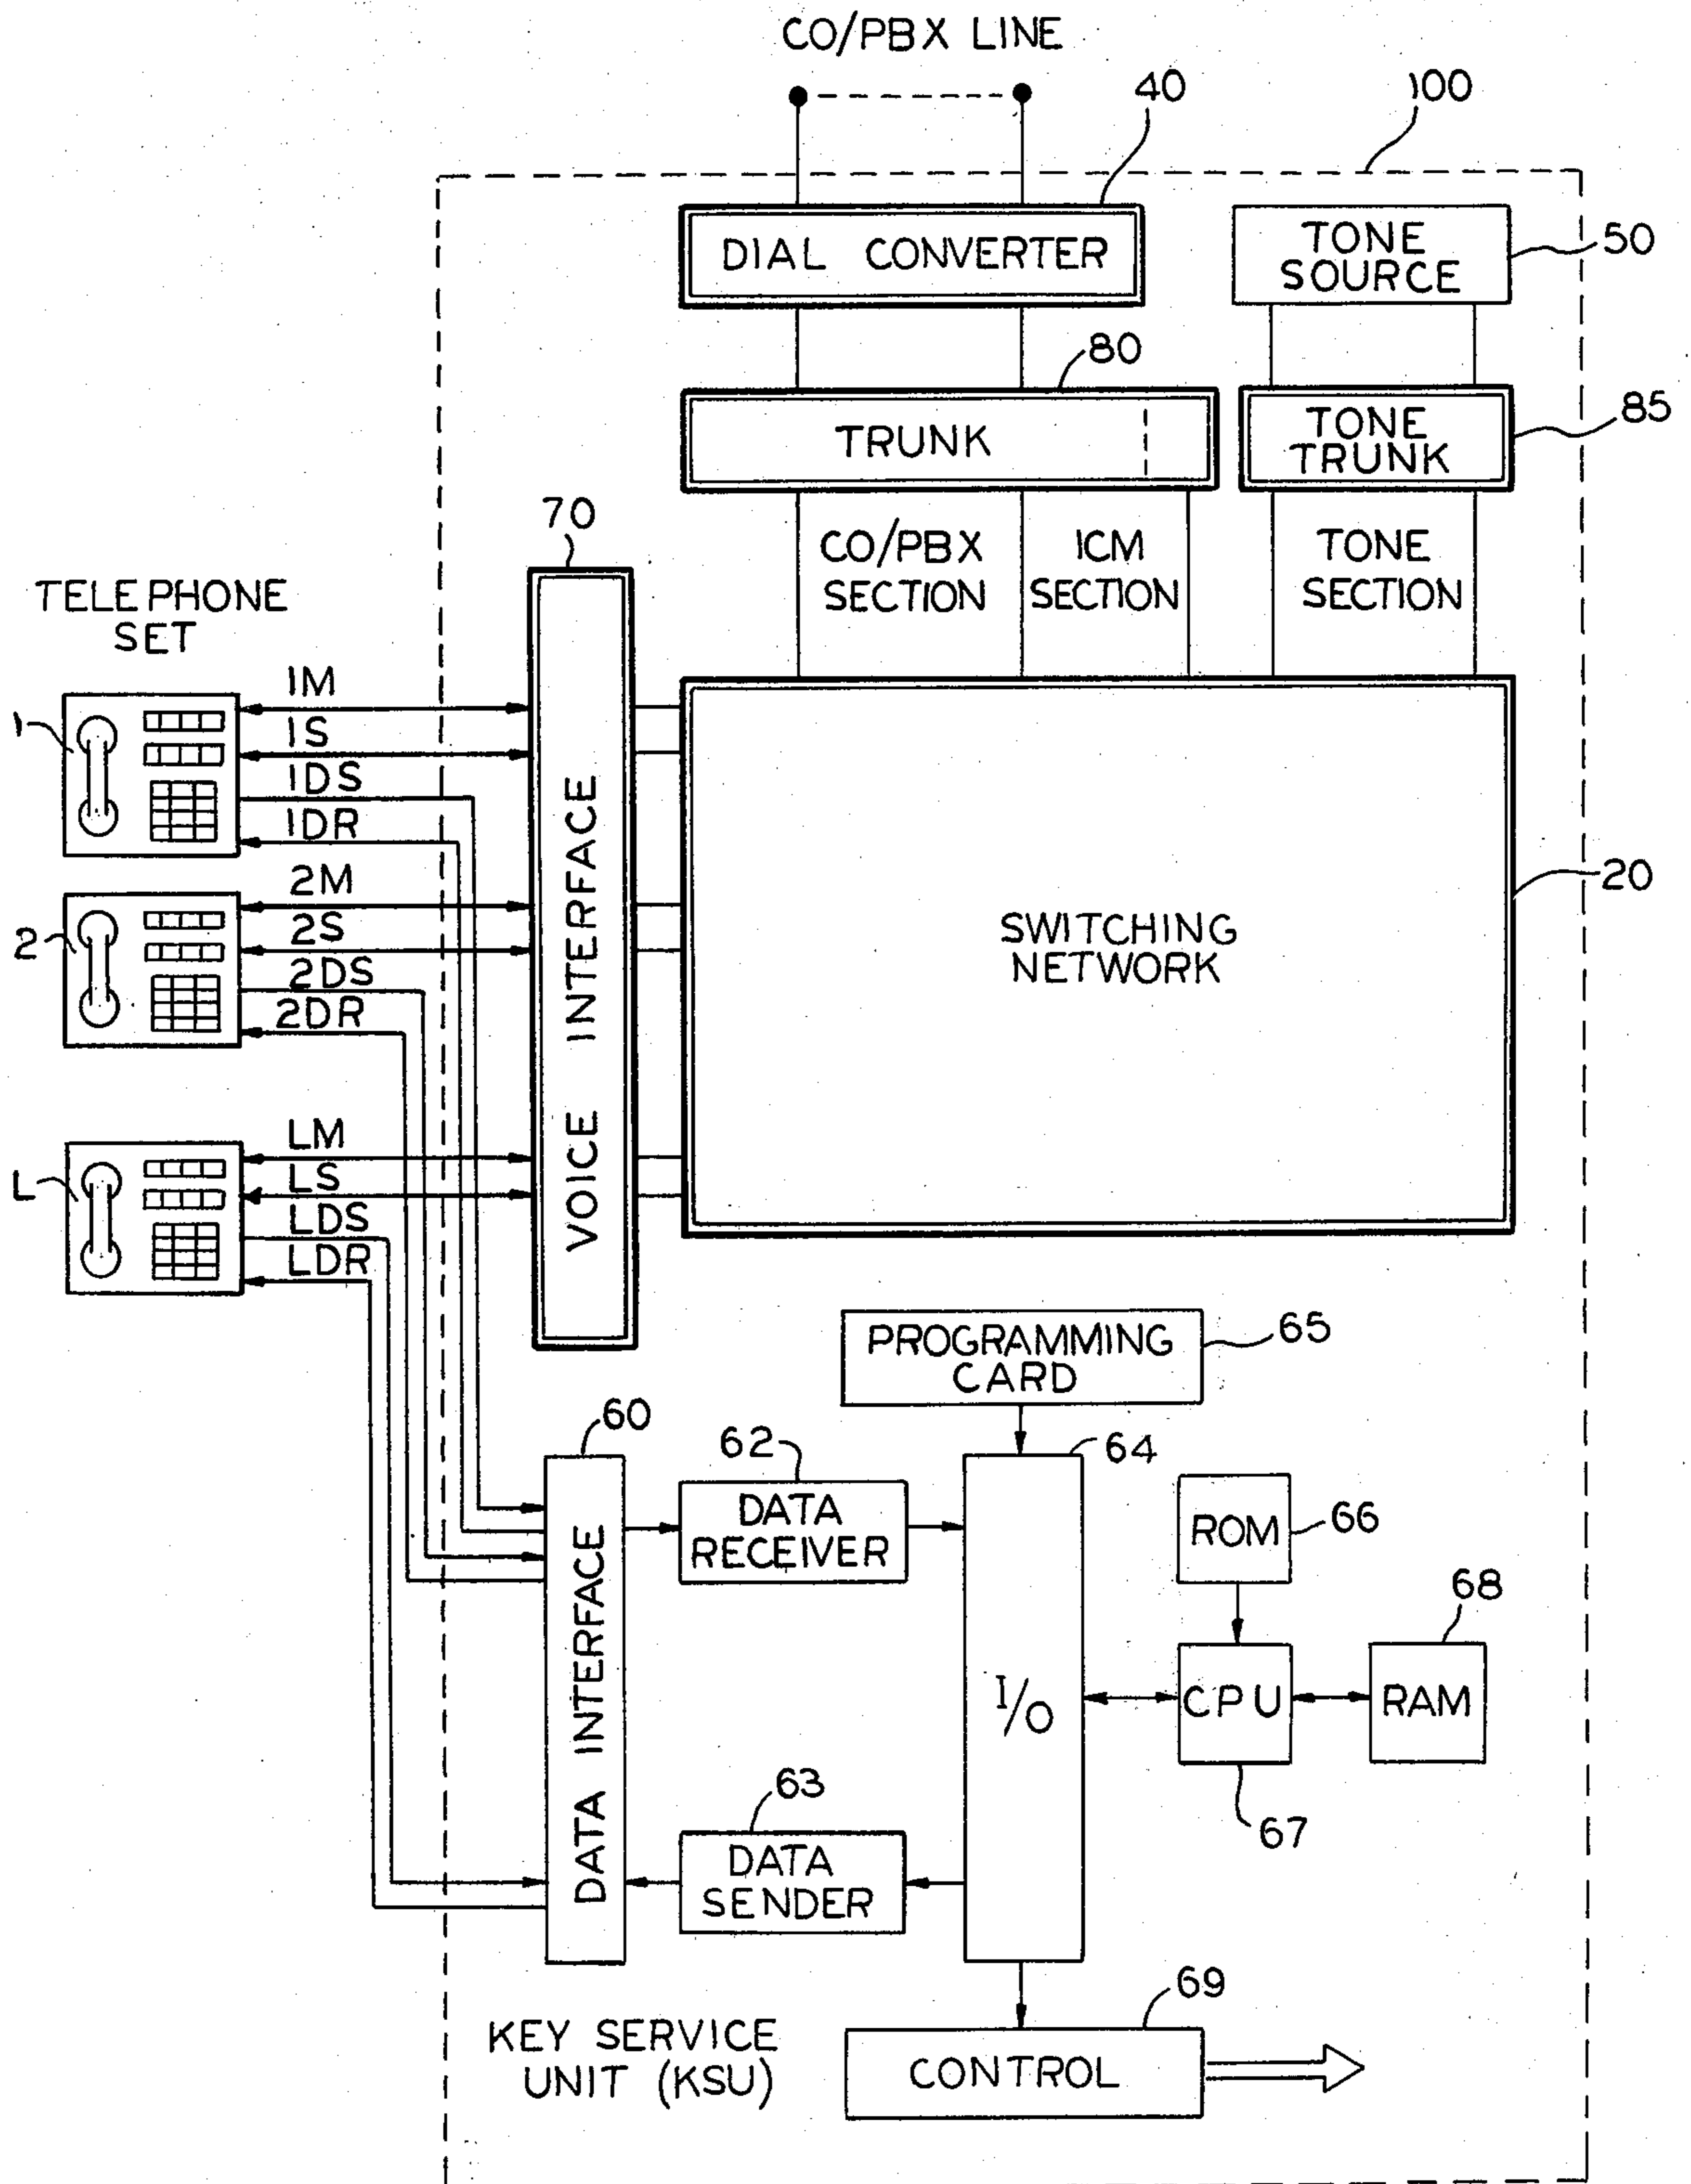 CO/PBX LINE
40
100
DIAL CONVERTER
TONE
SOURCE
50
80
TRUNK
TONE
TRUNK
85
70
CO/PBX
SECTION
ICM
SECTION
TONE
SECTION
TELEPHONE
SET
1
1M
1S
1DS
1DR
2
2M
2S
2DS
2DR
L
LM
LS
LDS
LDR
VOICE INTERFACE
SWITCHING
NETWORK
20
PROGRAMMING
CARD
65
60
62
64
DATA
RECEIVER
ROM
66
DATA INTERFACE
I/O
CPU
67
RAM
68
63
DATA
SENDER
69
KEY SERVICE
UNIT (KSU)
CONTROL